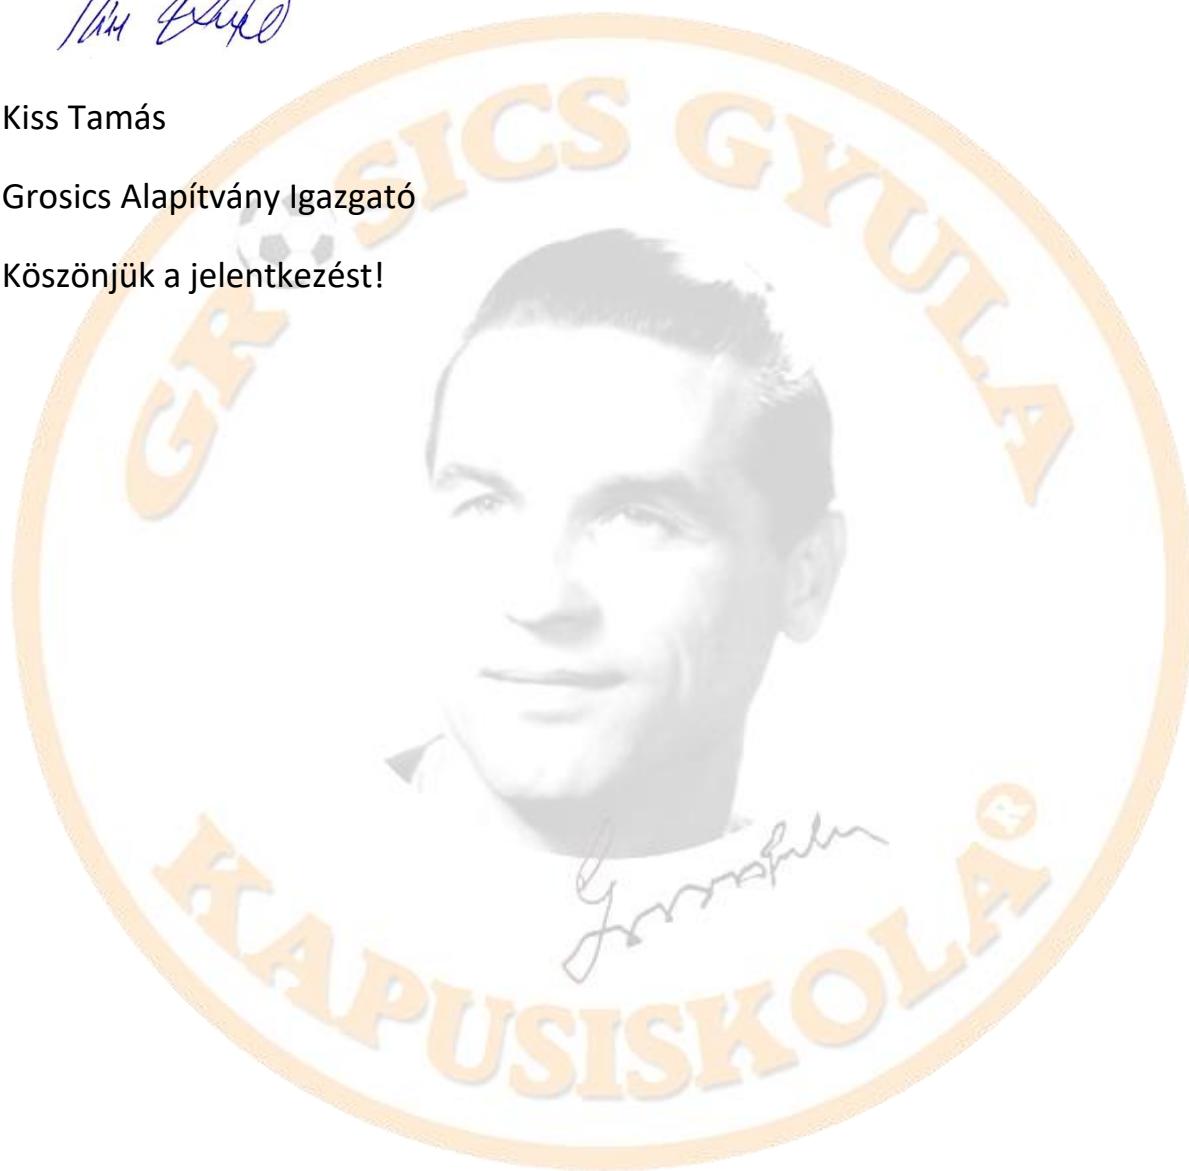 Kiss Tamás
Grosics Alapítvány Igazgató
Köszönjük a jelentkezést!
GROSICS GYULA
KAPUSISKOLA®